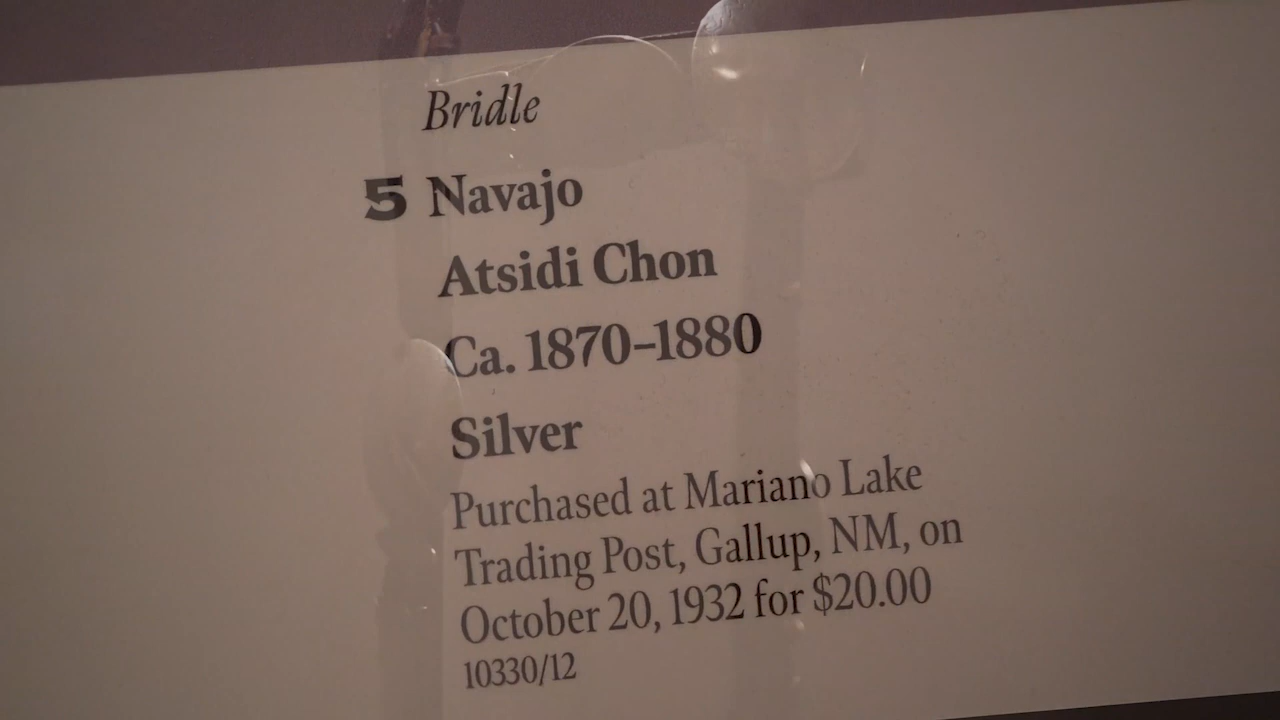 Bridle
5 Navajo
Atsidi Chon
Ca. 1870–1880
Silver
Purchased at Mariano Lake
Trading Post, Gallup, NM, on
October 20, 1932 for $20.00
10330/12